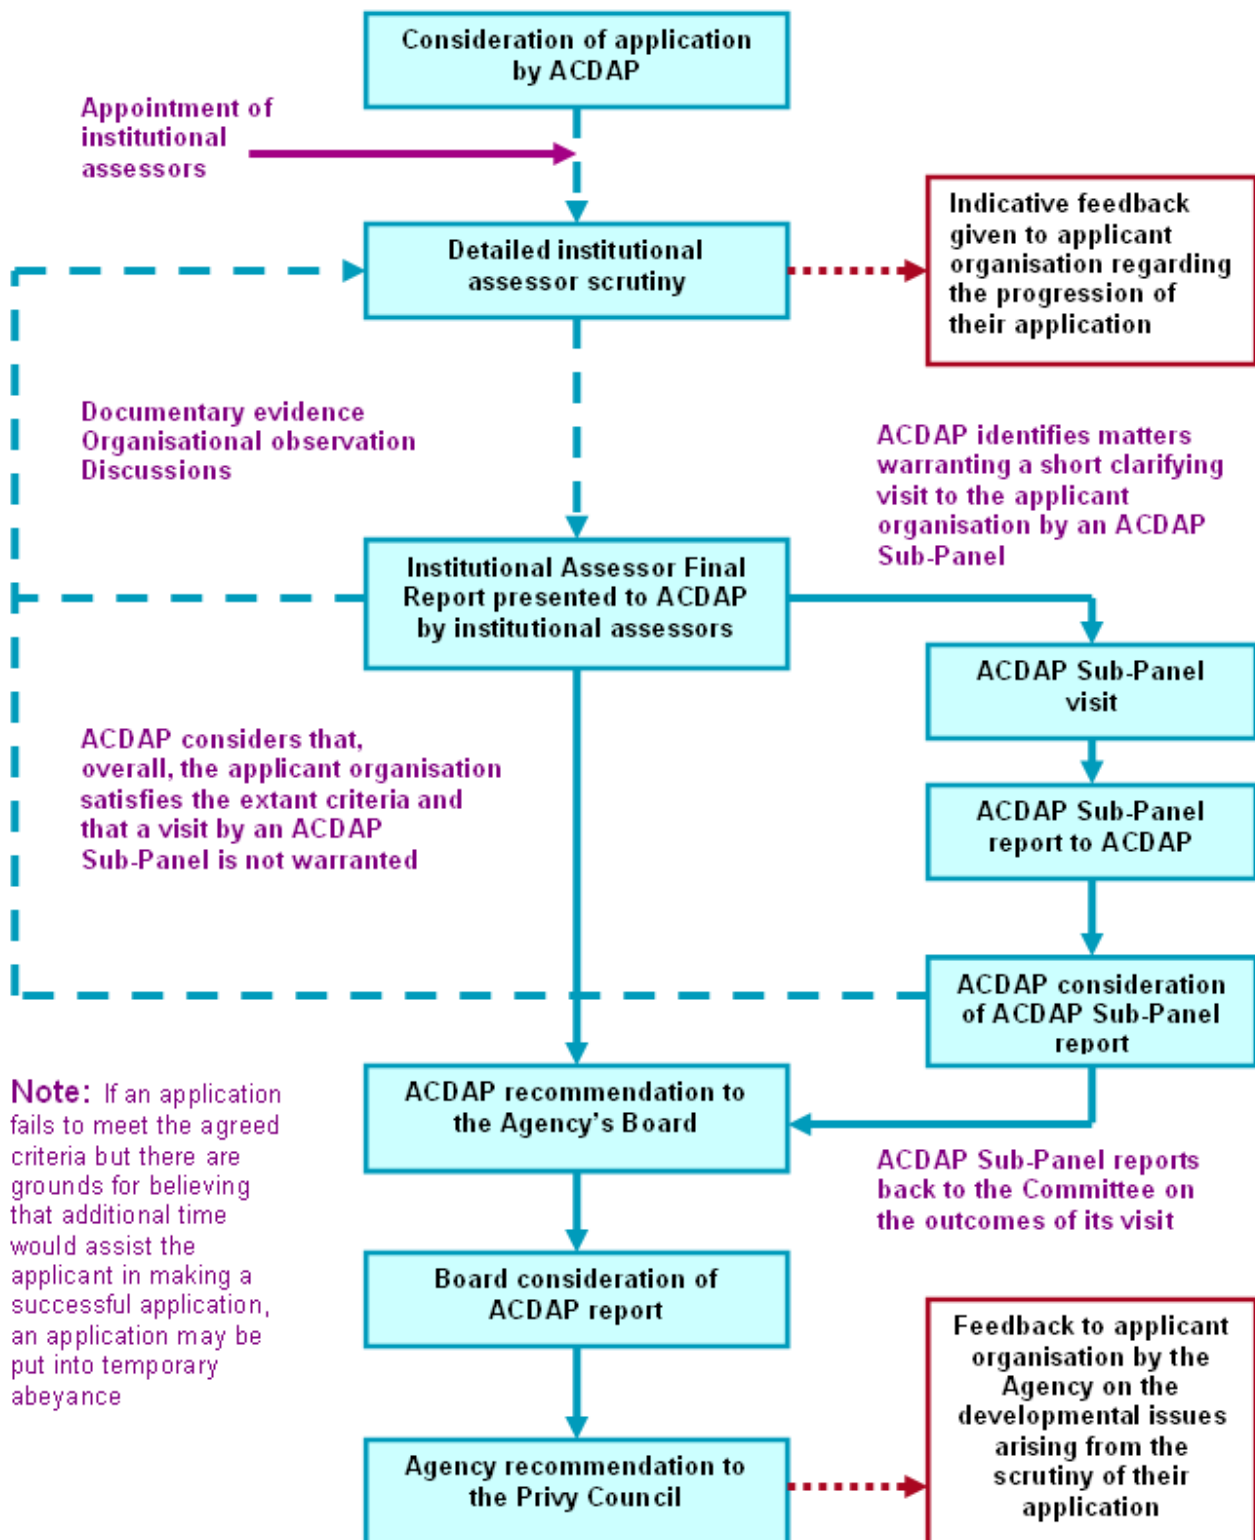 Consideration of application
by ACDAP
Appointment of
institutional
assessors
Detailed institutional
assessor scrutiny
Indicative feedback
given to applicant
organisation regarding
the progression of
their application
Documentary evidence
Organisational observation
Discussions
ACDAP identifies matters
warranting a short clarifying
visit to the applicant
organisation by an ACDAP
Sub-Panel
Institutional Assessor Final
Report presented to ACDAP
by institutional assessors
ACDAP Sub-Panel
visit
ACDAP considers that,
overall, the applicant organisation
satisfies the extant criteria and
that a visit by an ACDAP
Sub-Panel is not warranted
ACDAP Sub-Panel
report to ACDAP
ACDAP consideration
of ACDAP Sub-Panel
report
ACDAP recommendation to
the Agency's Board
Note: If an application
fails to meet the agreed
criteria but there are
grounds for believing
that additional time
would assist the
applicant in making a
successful application,
an application may be
put into temporary
abeyance
ACDAP Sub-Panel reports
back to the Committee on
the outcomes of its visit
Board consideration of
ACDAP report
Feedback to applicant
organisation by the
Agency on the
developmental issues
arising from the
scrutiny of their
application
Agency recommendation to
the Privy Council